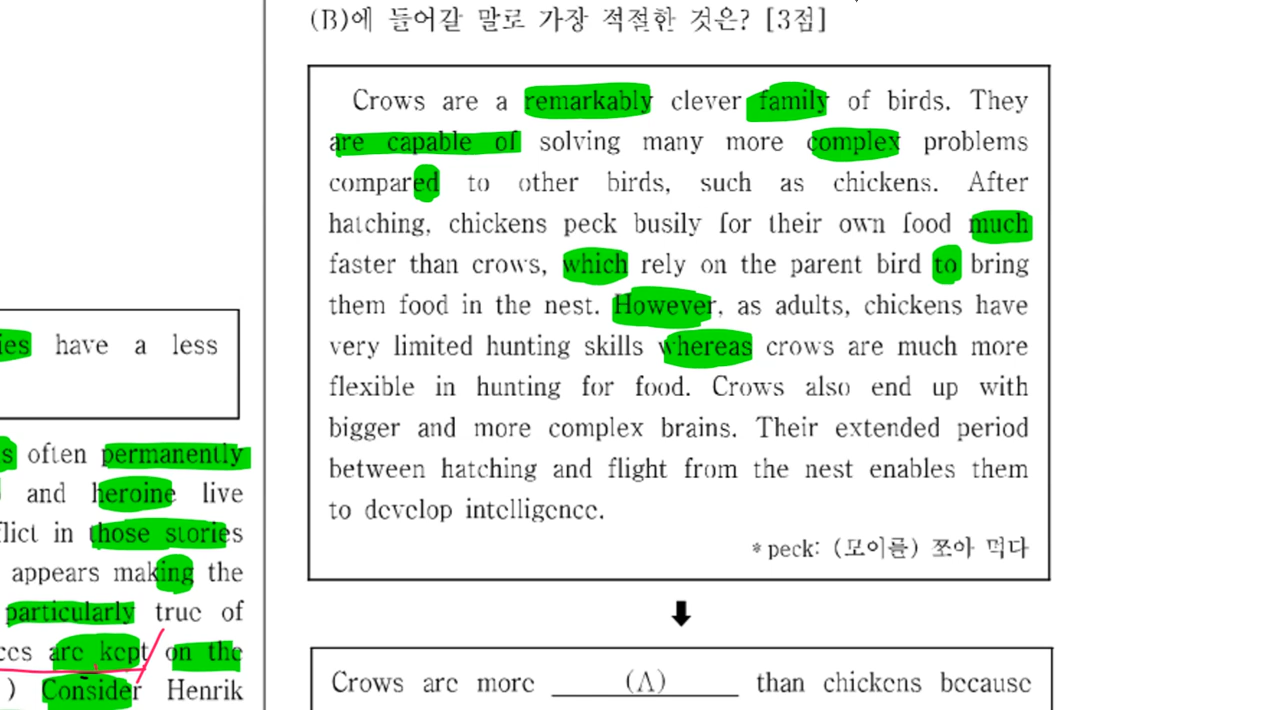 (B)에 들어갈 말로 가장 적절한 것은? [3점]
Crows are a remarkably clever family of birds. They
are capable of solving many more complex problems
compared to other birds, such as chickens. After
hatching, chickens peck busily for their own food much
faster than crows, which rely on the parent bird to bring
them food in the nest. However, as adults, chickens have
very limited hunting skills whereas crows are much more
flexible in hunting for food. Crows also end up with
bigger and more complex brains. Their extended period
between hatching and flight from the nest enables them
to develop intelligence.
* peck: (모이를) 쪼아 먹다
Crows are more (A) than chickens because
have a less
often permanently
and heroine live
in those stories
appears making the
particularly true of
are kept on the
) Consider Henrik